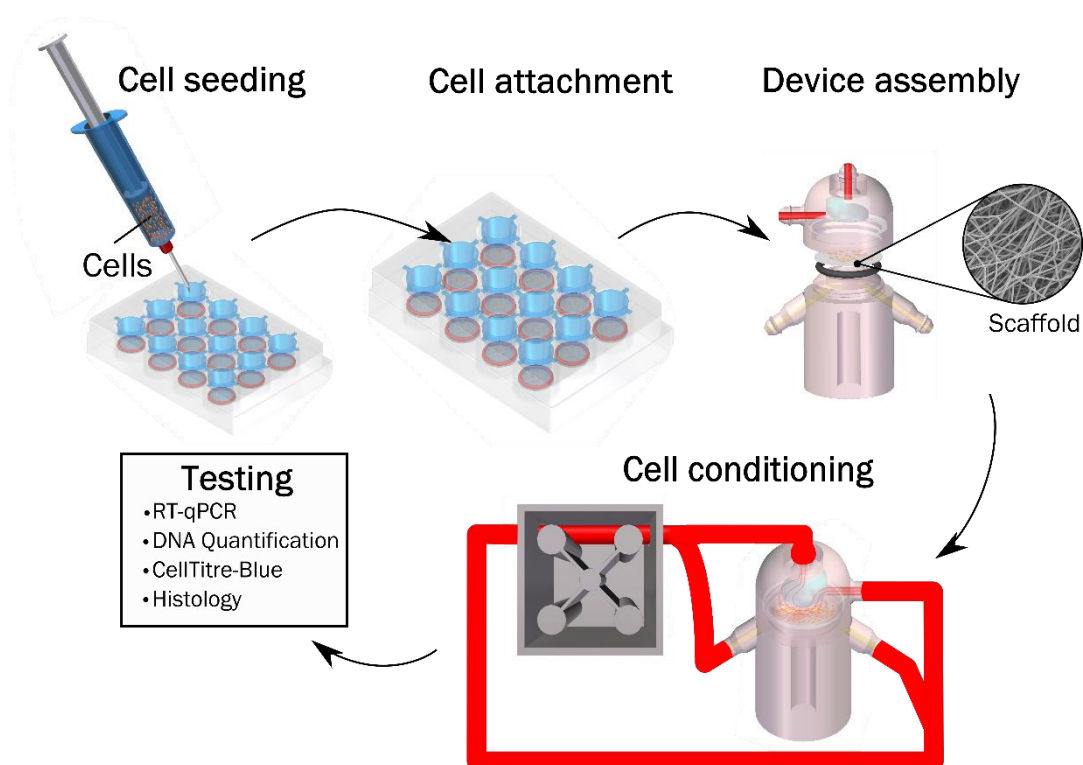 Cell seeding
Cell attachment
Device assembly
Cells
Scaffold
Cell conditioning
Testing
•RT-qPCR
•DNA Quantification
•CellTitre-Blue
•Histology